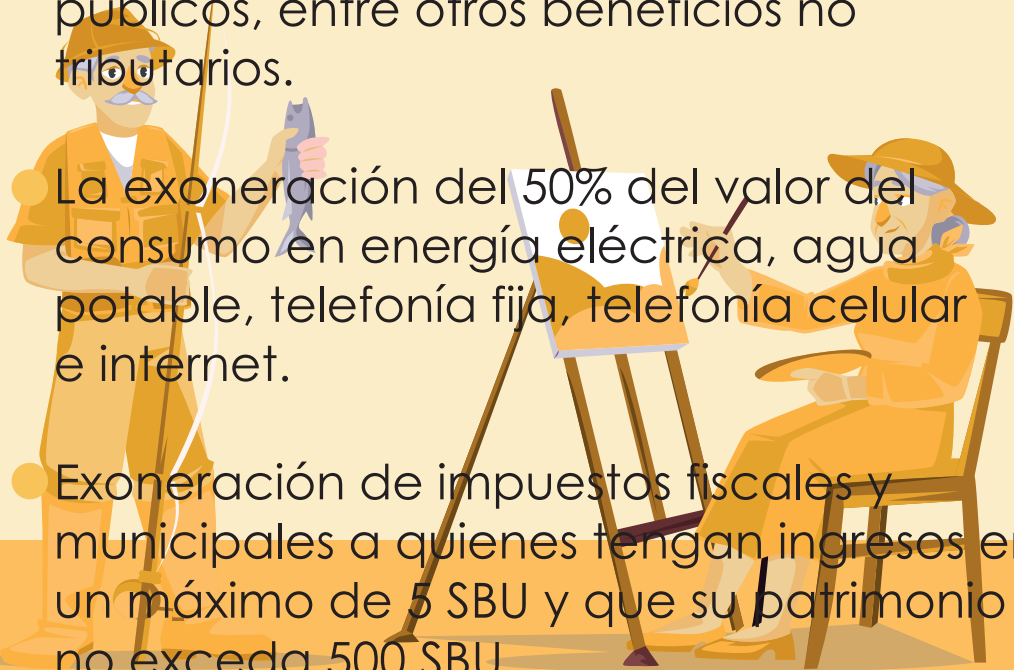 públicos, entre otros beneficios no
tributarios.
La exoneración del 50% del valor del
consumo en energía eléctrica, agua
potable, telefonía fija, telefonía celular
e internet.
Exoneración de impuestos fiscales y
municipales a quienes tengan ingresos en
un máximo de 5 SBU y que su patrimonio
no exceda 500 SBU